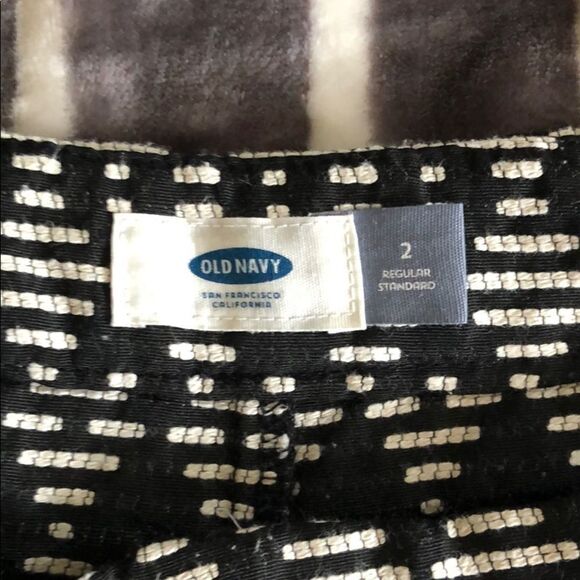 OLD NAVY
SAN FRANCISCO
CALIFORNIA
2
REGULAR
STANDARD